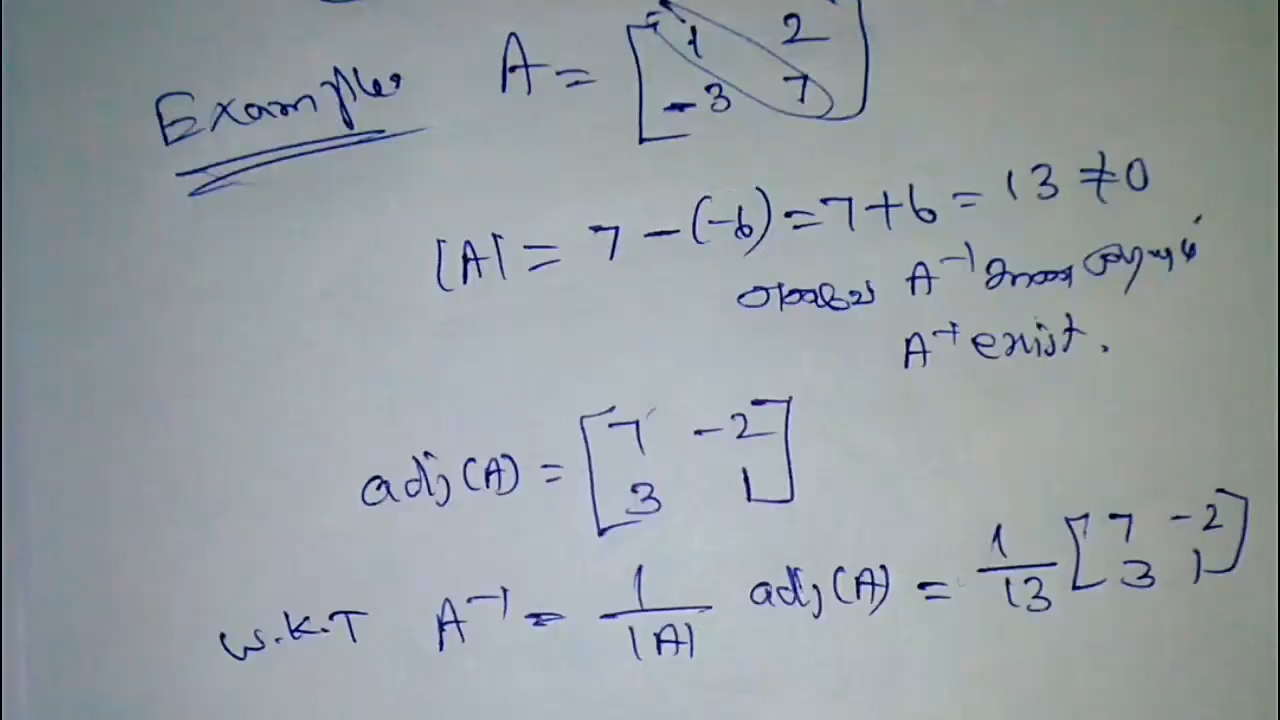 Example A = [1 2
-3 7]
|A| = 7 - (-6) = 7 + 6 = 13 ≠ 0
A⁻¹
A⁻¹ exist.
adj(A) = [7 -2
3 1]
W.K.T A⁻¹ = 1/|A| adj(A) = 1/13 [7 -2
3 1]